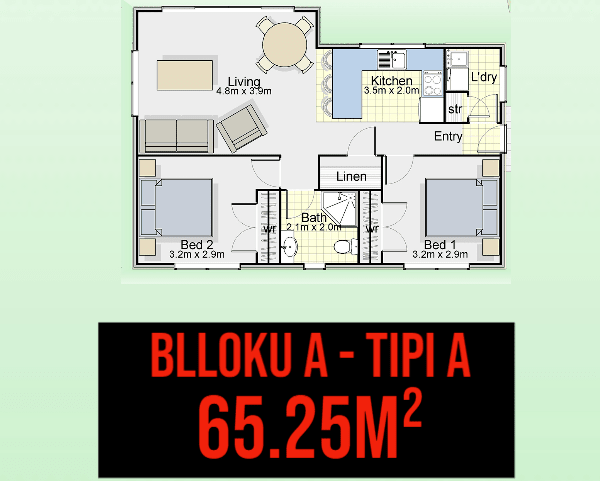 Living
4.8m x 3.9m
Kitchen
3.5m x 2.0m
L'dry
str
Entry
Linen
Bath
2.1m x 2.0m
wr
wr
Bed 2
3.2m x 2.9m
Bed 1
3.2m x 2.9m
BLLOKU A - TIPI A
65.25M²